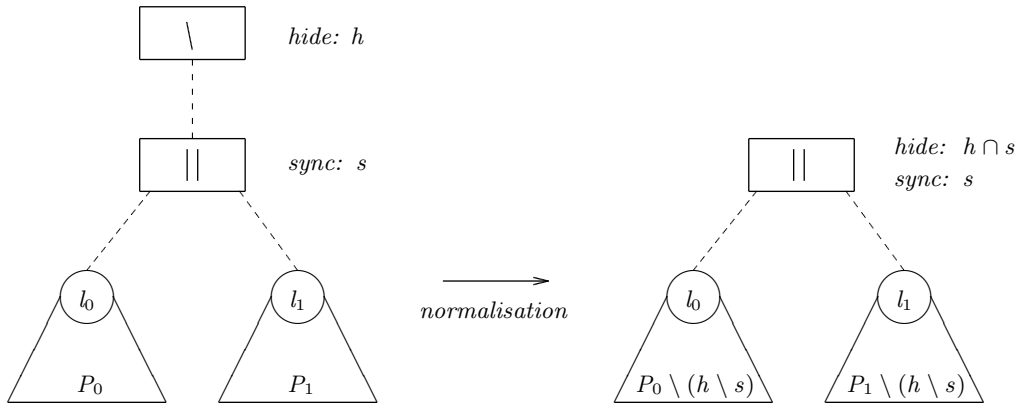 \
hide: h
|| sync: s
|| hide: h ∩ s
sync: s
l₀ l₁ l₀ l₁
normalisation
P₀ P₁ P₀ \ (h \ s) P₁ \ (h \ s)